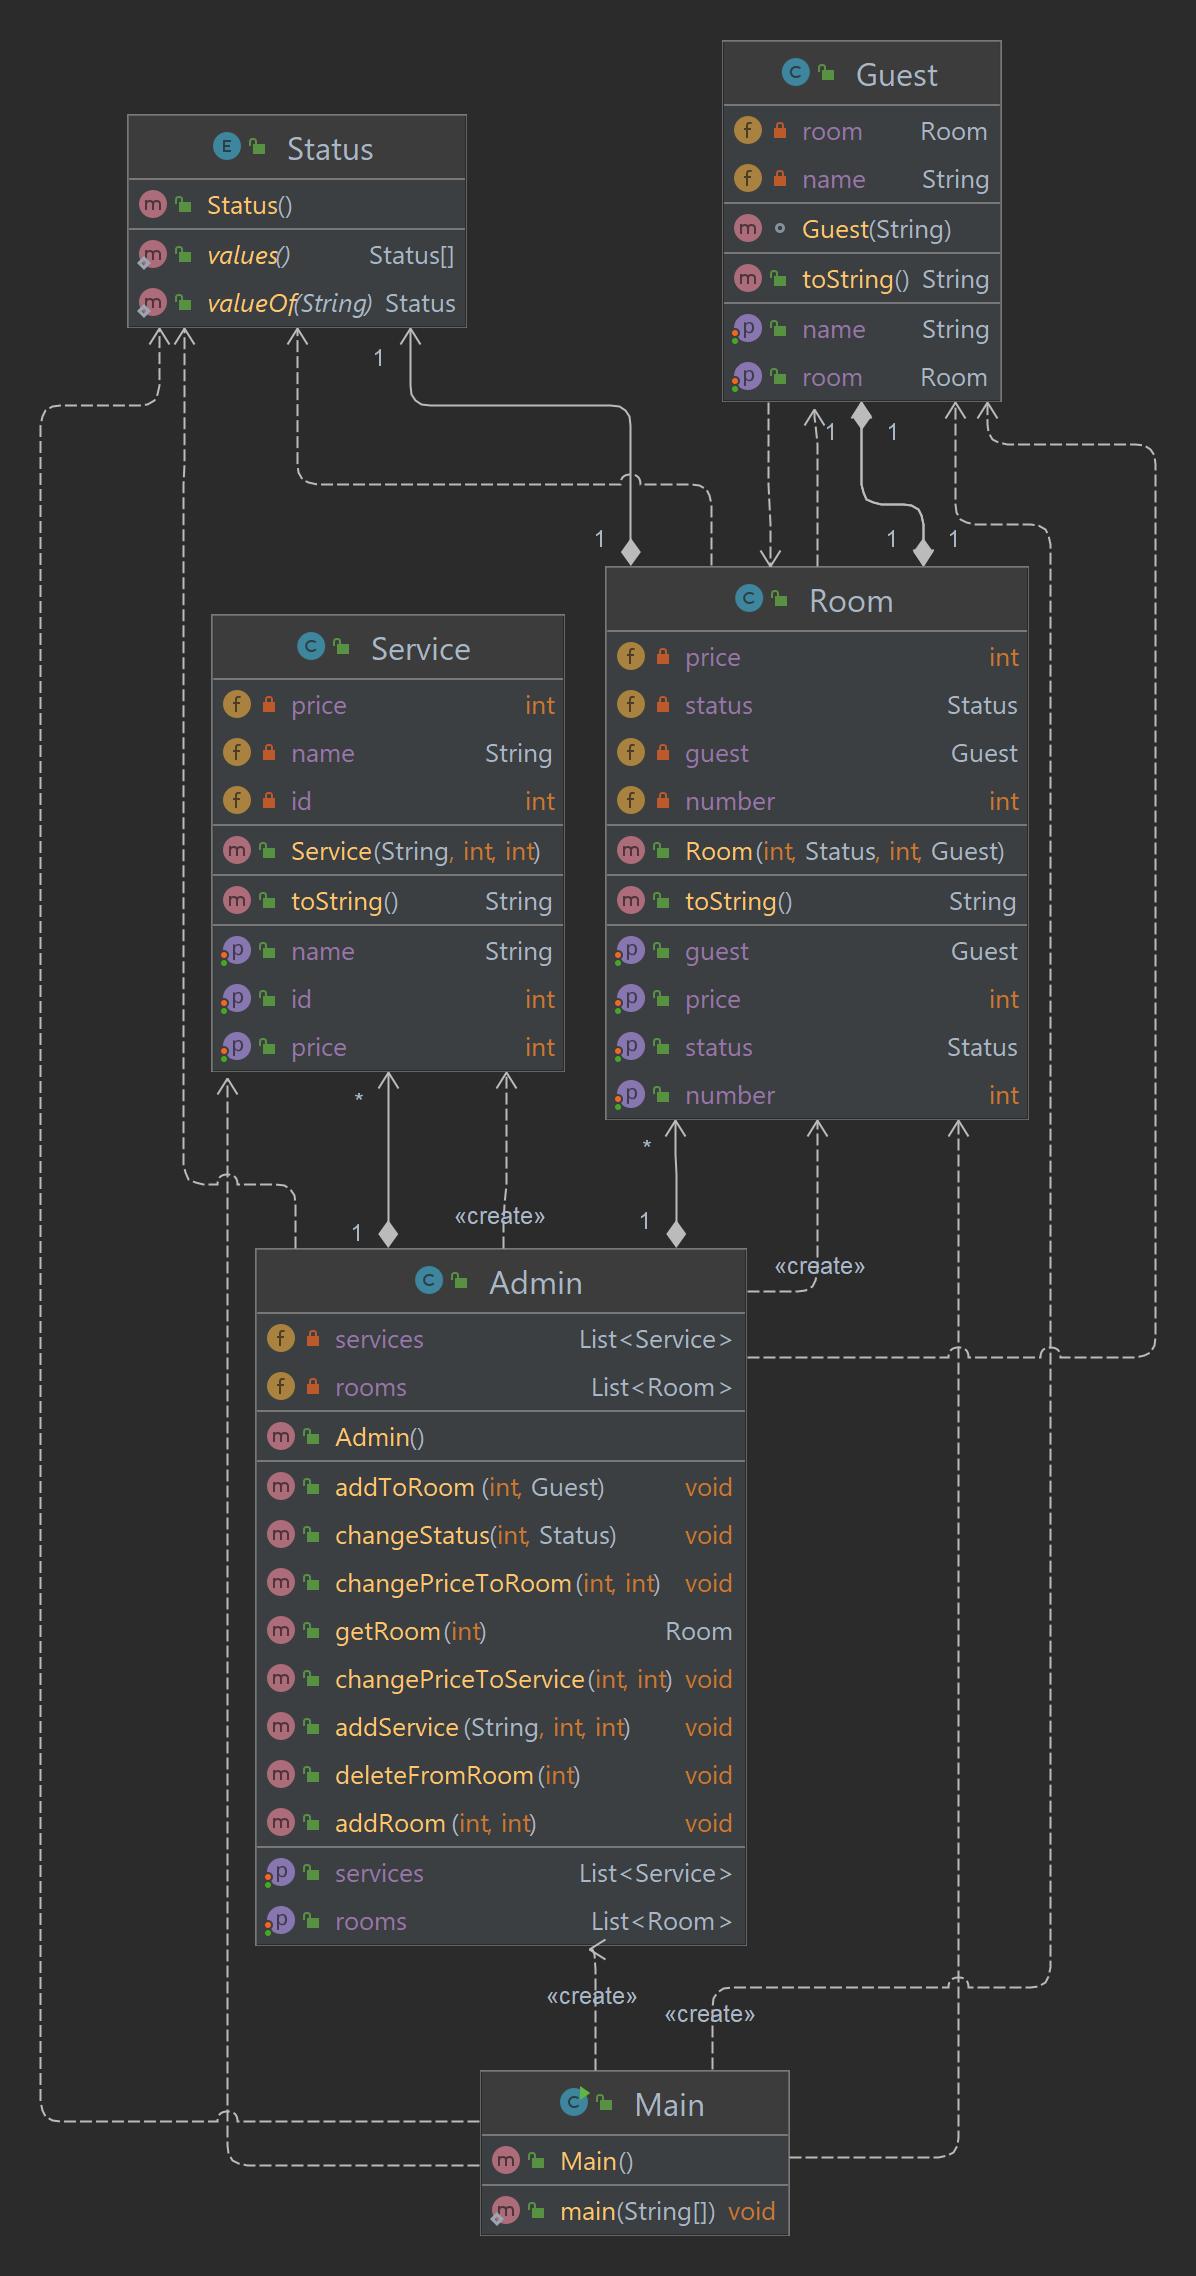 Guest
room Room
name String
Guest(String)
toString() String
name String
room Room
Status
Status()
values() Status[]
valueOf(String) Status
1
1
1
1
1
1
Room
price int
status Status
guest Guest
number int
Room(int, Status, int, Guest)
toString() String
guest Guest
price int
status Status
number int
Service
price int
name String
id int
Service(String, int, int)
toString() String
name String
id int
price int
*
*
1
«create»
1
«create»
Admin
services List<Service>
rooms List<Room>
Admin()
addToRoom(int, Guest) void
changeStatus(int, Status) void
changePriceToRoom(int, int) void
getRoom(int) Room
changePriceToService(int, int) void
addService(String, int, int) void
deleteFromRoom(int) void
addRoom(int, int) void
services List<Service>
rooms List<Room>
«create»
«create»
Main
Main()
main(String[]) void